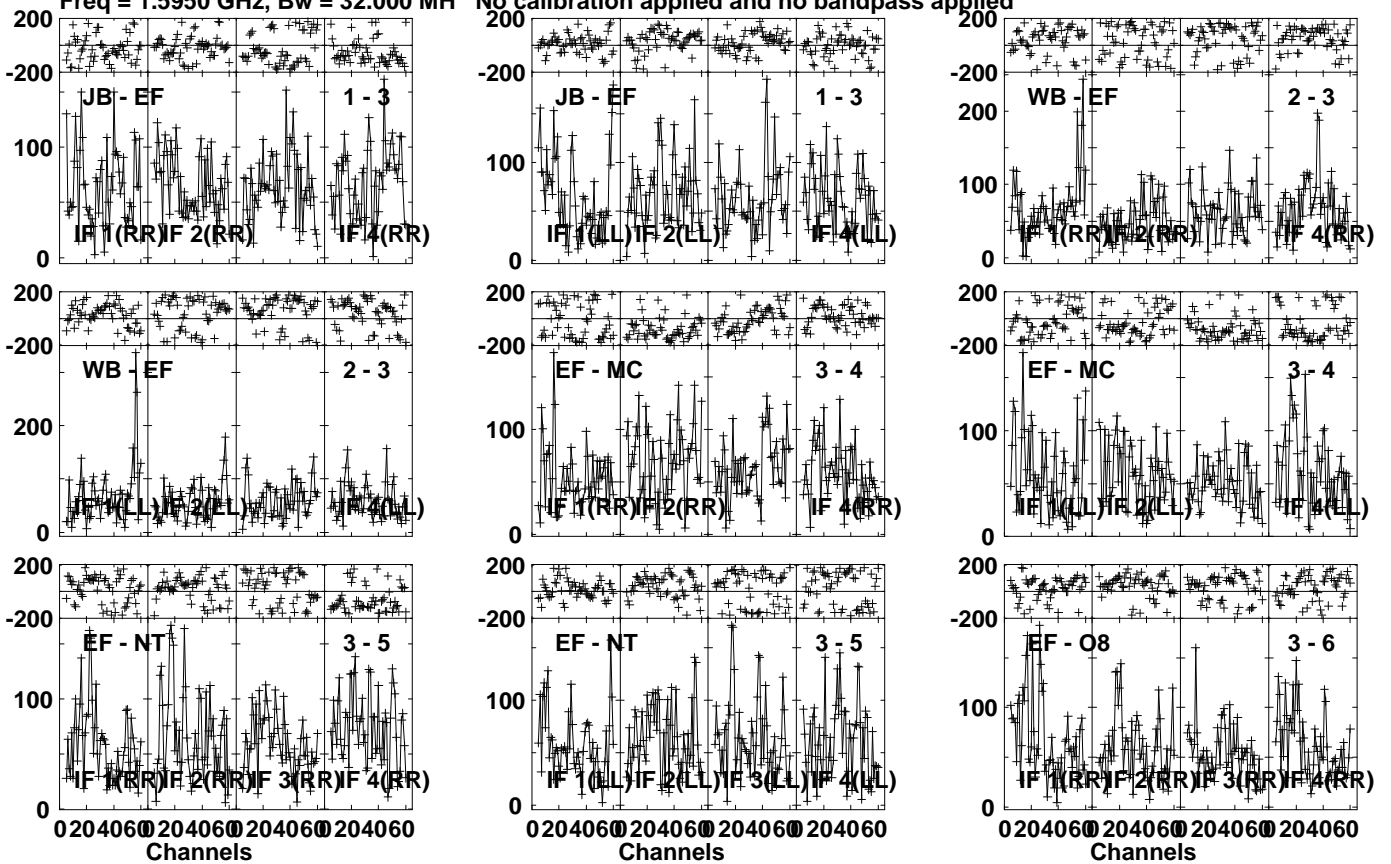 Freq = 1.5950 GHz, Bw = 32.000 MH No calibration applied and no bandpass applied
200
-200
JB - EF 1 - 3
100
IF 1(RR) IF 2(RR) IF 4(RR)
0
200
-200
JB - EF 1 - 3
100
IF 1(LL) IF 2(LL) IF 4(LL)
0
200
-200
WB - EF 2 - 3
200
100
IF 1(RR) IF 2(RR) IF 4(RR)
0
200
-200
WB - EF 2 - 3
200
IF 1(LL) IF 2(LL) IF 4(LL)
0
200
-200
EF - MC 3 - 4
100
IF 1(RR) IF 2(RR) IF 4(RR)
0
200
-200
EF - MC 3 - 4
100
IF 1(LL) IF 2(LL) IF 4(LL)
0
200
-200
EF - NT 3 - 5
100
IF 1(RR) IF 2(RR) IF 3(RR) IF 4(RR)
0
0 20 40 60 0 20 40 60 0 20 40 60 0 20 40 60
Channels
200
-200
EF - NT 3 - 5
100
IF 1(LL) IF 2(LL) IF 3(LL) IF 4(LL)
0
0 20 40 60 0 20 40 60 0 20 40 60 0 20 40 60
Channels
200
-200
EF - O8 3 - 6
100
IF 1(RR) IF 2(RR) IF 3(RR) IF 4(RR)
0
0 20 40 60 0 20 40 60 0 20 40 60 0 20 40 60
Channels